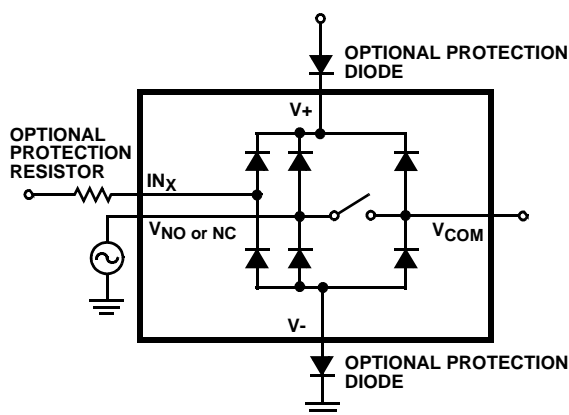 OPTIONAL PROTECTION
DIODE
V+
OPTIONAL
PROTECTION
RESISTOR
INX
VNO or NC
VCOM
V-
OPTIONAL PROTECTION
DIODE